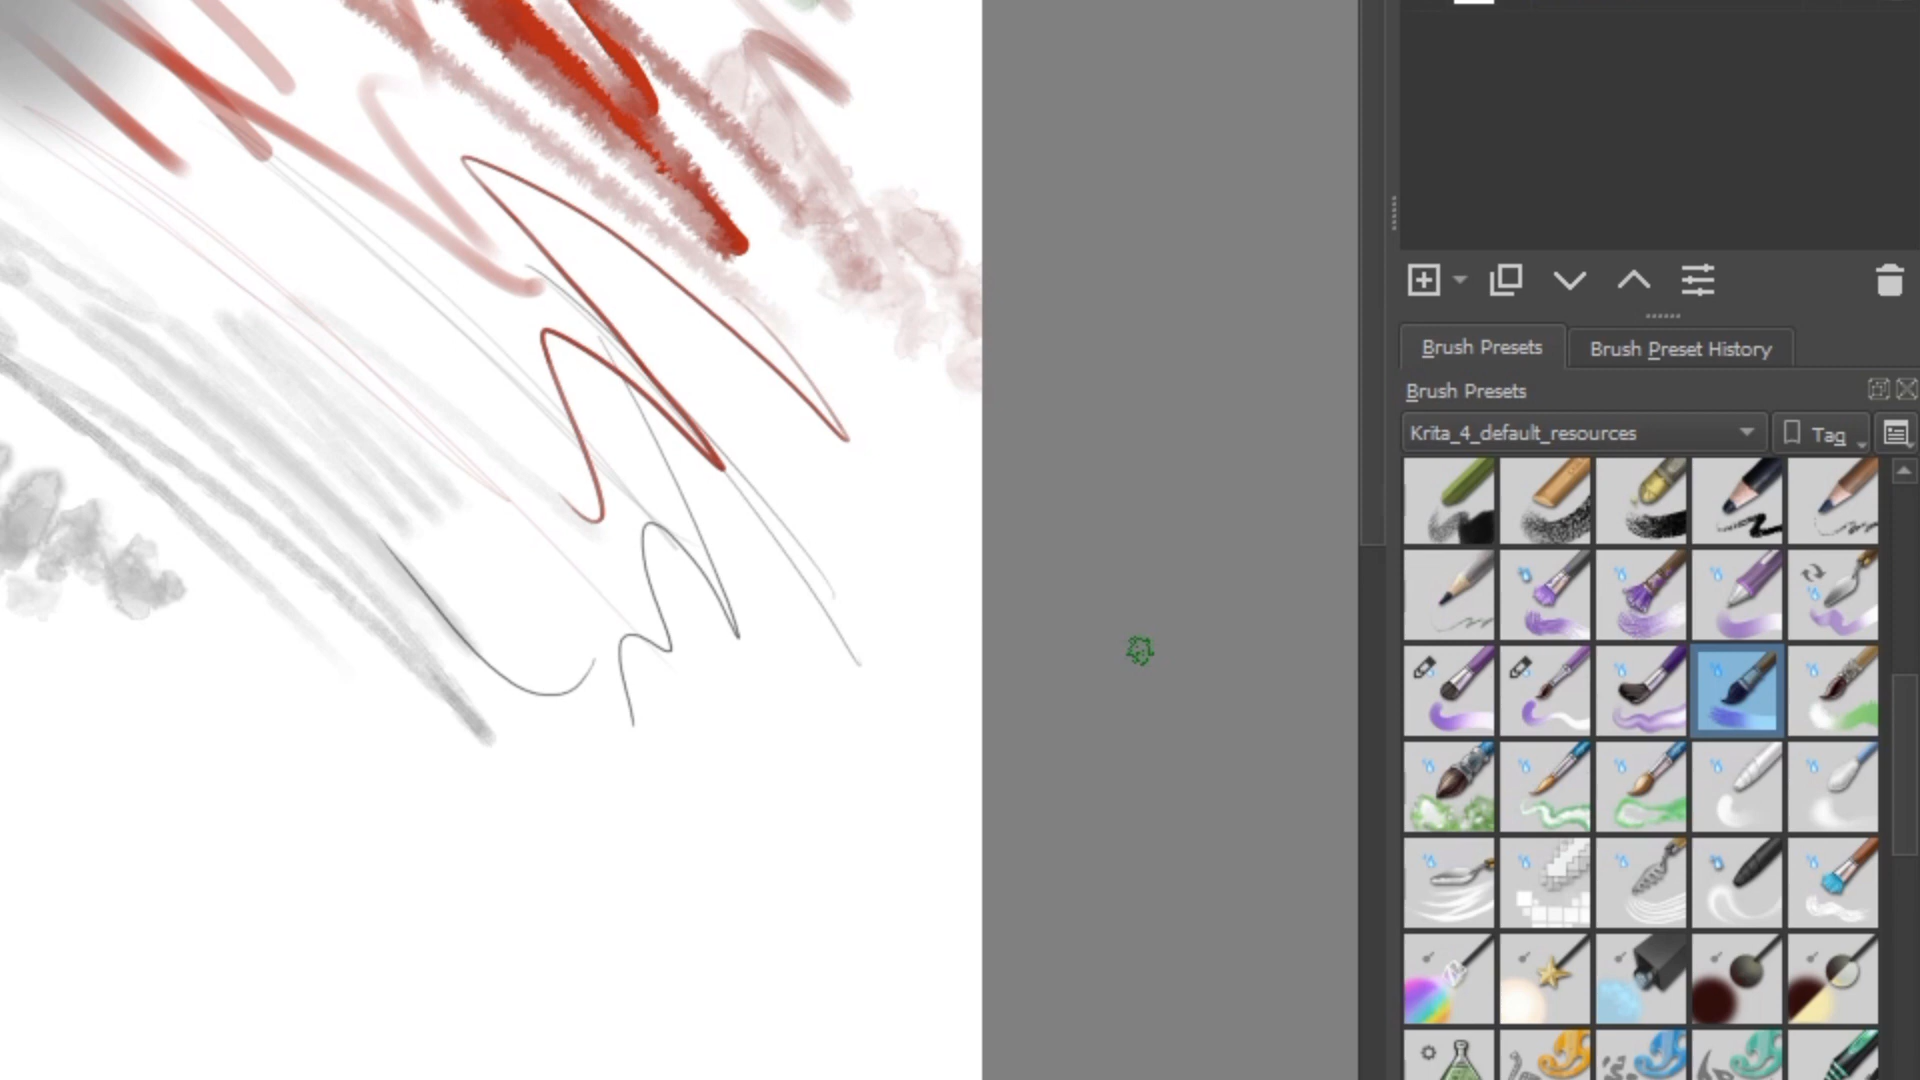 Brush Presets
Brush Preset History
Brush Presets
Krita_4_default_resources
Tag